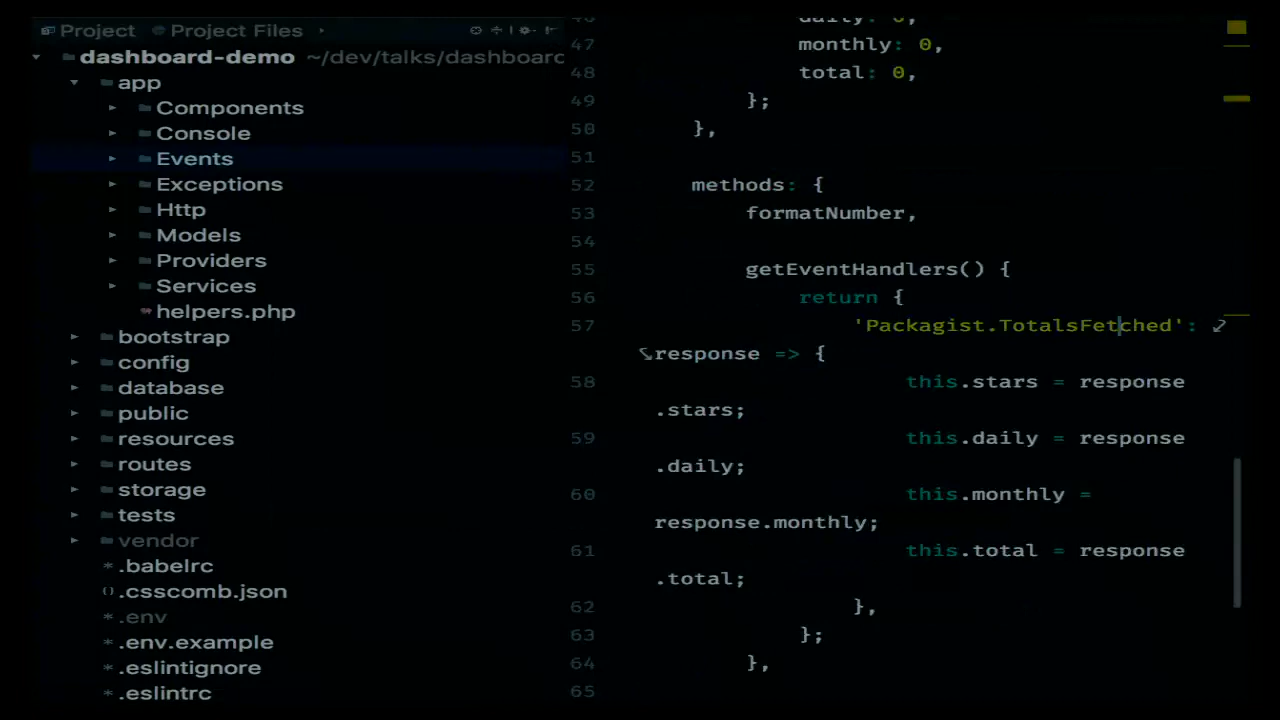 Project Project Files
dashboard-demo ~/dev/talks/dashboard
app
Components
Console
Events
Exceptions
Http
Models
Providers
Services
helpers.php
bootstrap
config
database
public
resources
routes
storage
tests
vendor
.babelrc
.csscomb.json
.env
.env.example
.eslintignore
.eslintrc
46 daily: 0,
47 monthly: 0,
48 total: 0,
49 };
50 },
51
52 methods: {
53 formatNumber,
54
55 getEventHandlers() {
56 return {
57 'Packagist.TotalsFetched':
response => {
58 this.stars = response
.stars;
59 this.daily = response
.daily;
60 this.monthly =
response.monthly;
61 this.total = response
.total;
62 },
63 };
64 },
65